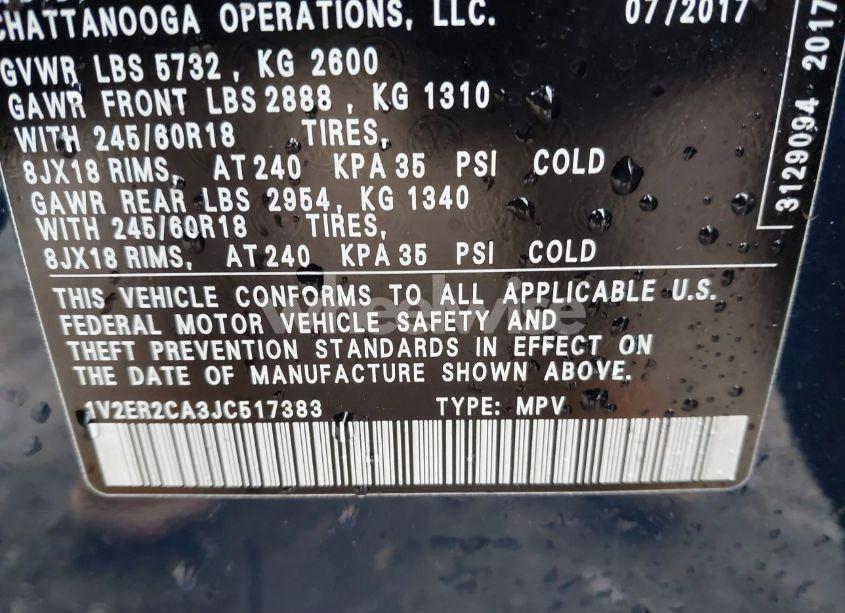 CHATTANOOGA OPERATIONS, LLC. 07/2017
GVWR LBS 5732 , KG 2600
GAWR FRONT LBS 2888 , KG 1310
WITH 245/60R18 TIRES,
8JX18 RIMS, AT 240 KPA 35 PSI COLD
GAWR REAR LBS 2954, KG 1340
WITH 245/60R18 TIRES,
8JX18 RIMS, AT 240 KPA 35 PSI COLD
THIS VEHICLE CONFORMS TO ALL APPLICABLE U.S.
FEDERAL MOTOR VEHICLE SAFETY AND
THEFT PREVENTION STANDARDS IN EFFECT ON
THE DATE OF MANUFACTURE SHOWN ABOVE.
1V2ER2CA3JC517383 TYPE: MPV
3129094 2017